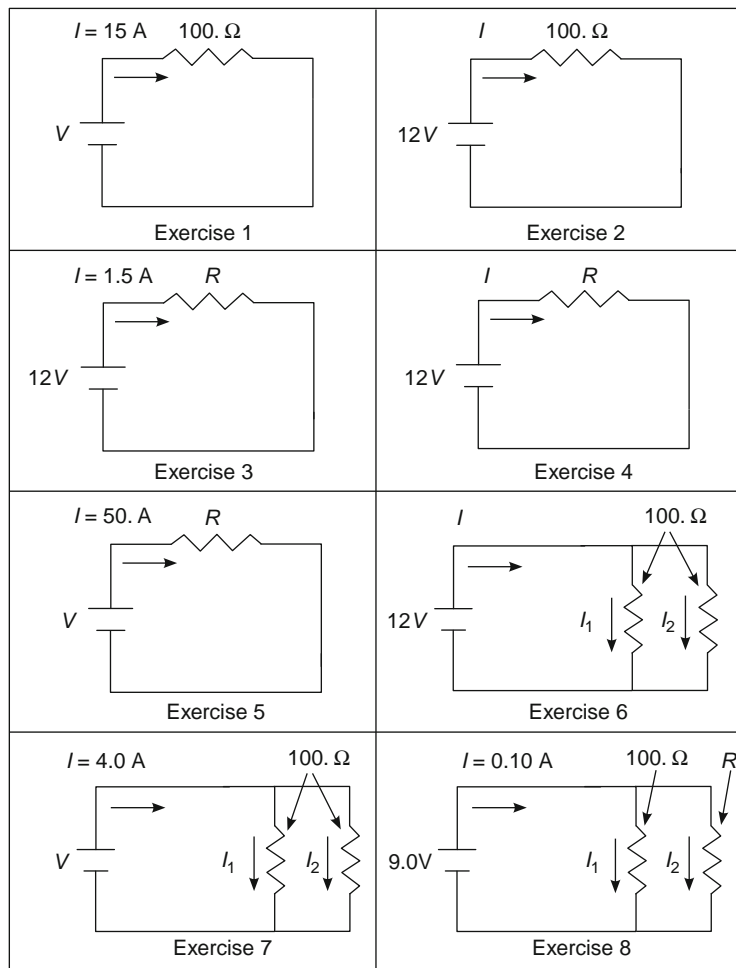 I = 15 A 100. Ω
V
Exercise 1
I 100. Ω
12V
Exercise 2
I = 1.5 A R
12V
Exercise 3
I R
12V
Exercise 4
I = 50. A R
V
Exercise 5
I 100. Ω
12V I₁ I₂
Exercise 6
I = 4.0 A 100. Ω
V I₁ I₂
Exercise 7
I = 0.10 A 100. Ω R
9.0V I₁ I₂
Exercise 8